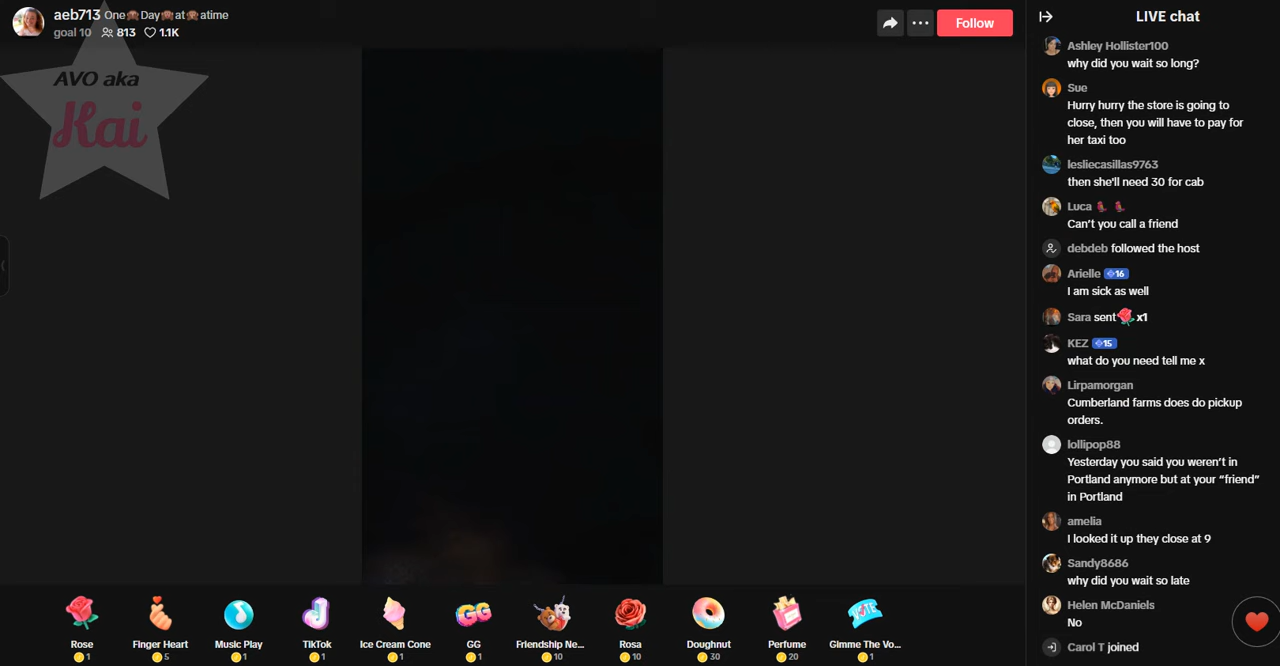 aeb713 One🙈Day🙈at🙈atime
goal 10 813 1.1K
Follow
AVO aka
Kai
LIVE chat
Ashley Hollister100
why did you wait so long?
Sue
Hurry hurry the store is going to
close, then you will have to pay for
her taxi too
lesliecasillas9763
then she'll need 30 for cab
Luca
Can't you call a friend
debdeb followed the host
Arielle 16
I am sick as well
Sara sent x1
KEZ 15
what do you need tell me x
Lirpamorgan
Cumberland farms does do pickup
orders.
lollipop88
Yesterday you said you weren't in
Portland anymore but at your "friend"
in Portland
amelia
I looked it up they close at 9
Sandy8686
why did you wait so late
Helen McDaniels
No
Carol T joined
GG
Rose Finger Heart Music Play TikTok Ice Cream Cone GG Friendship Ne... Rosa Doughnut Perfume GImme The Vo...
1 5 1 1 1 1 10 10 30 20 1